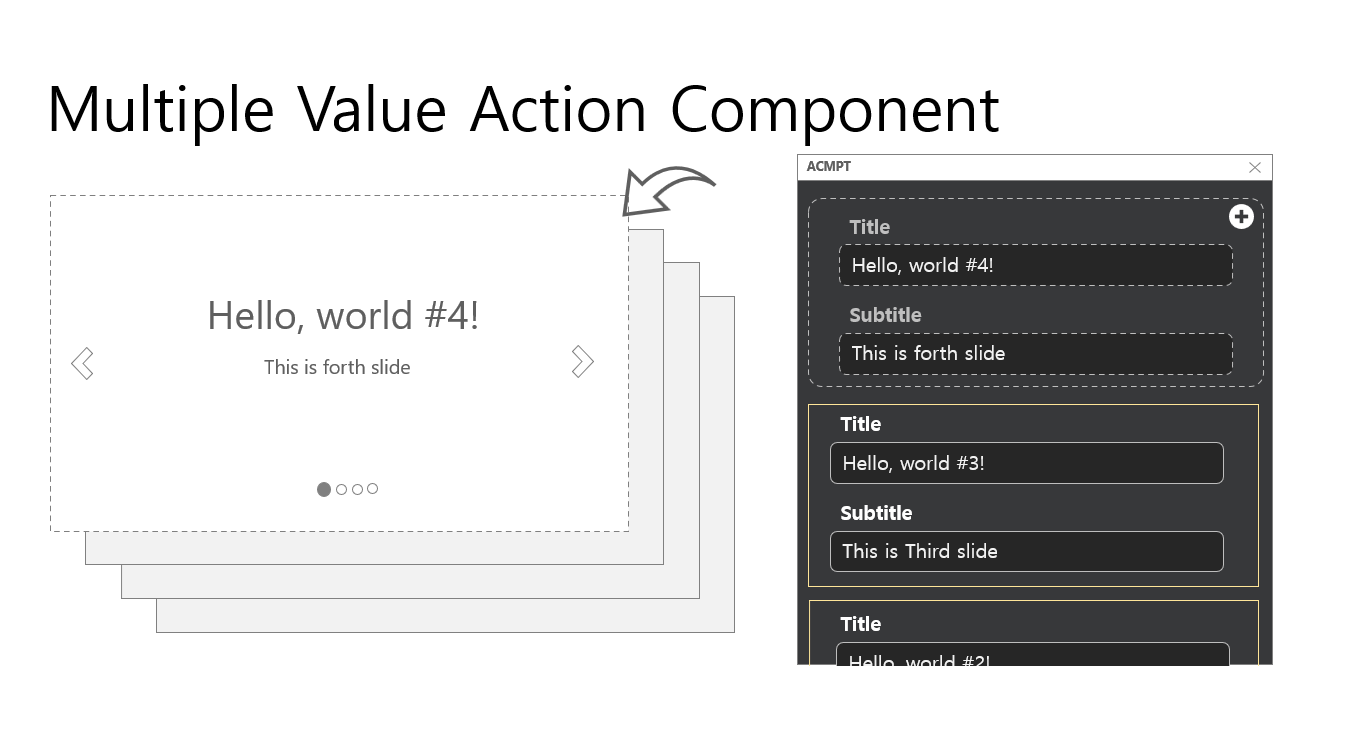 Multiple Value Action Component
Hello, world #4!
This is forth slide
ACMPT
Title
Hello, world #4!
Subtitle
This is forth slide
Title
Hello, world #3!
Subtitle
This is Third slide
Title
Hello, world #2!